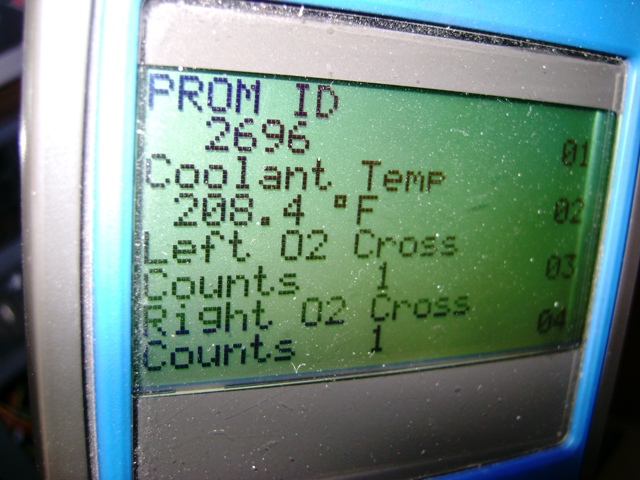 PROM ID
2696 01
Coolant Temp
208.4 °F 02
Left O2 Cross
Counts 1 03
Right O2 Cross
Counts 1 04